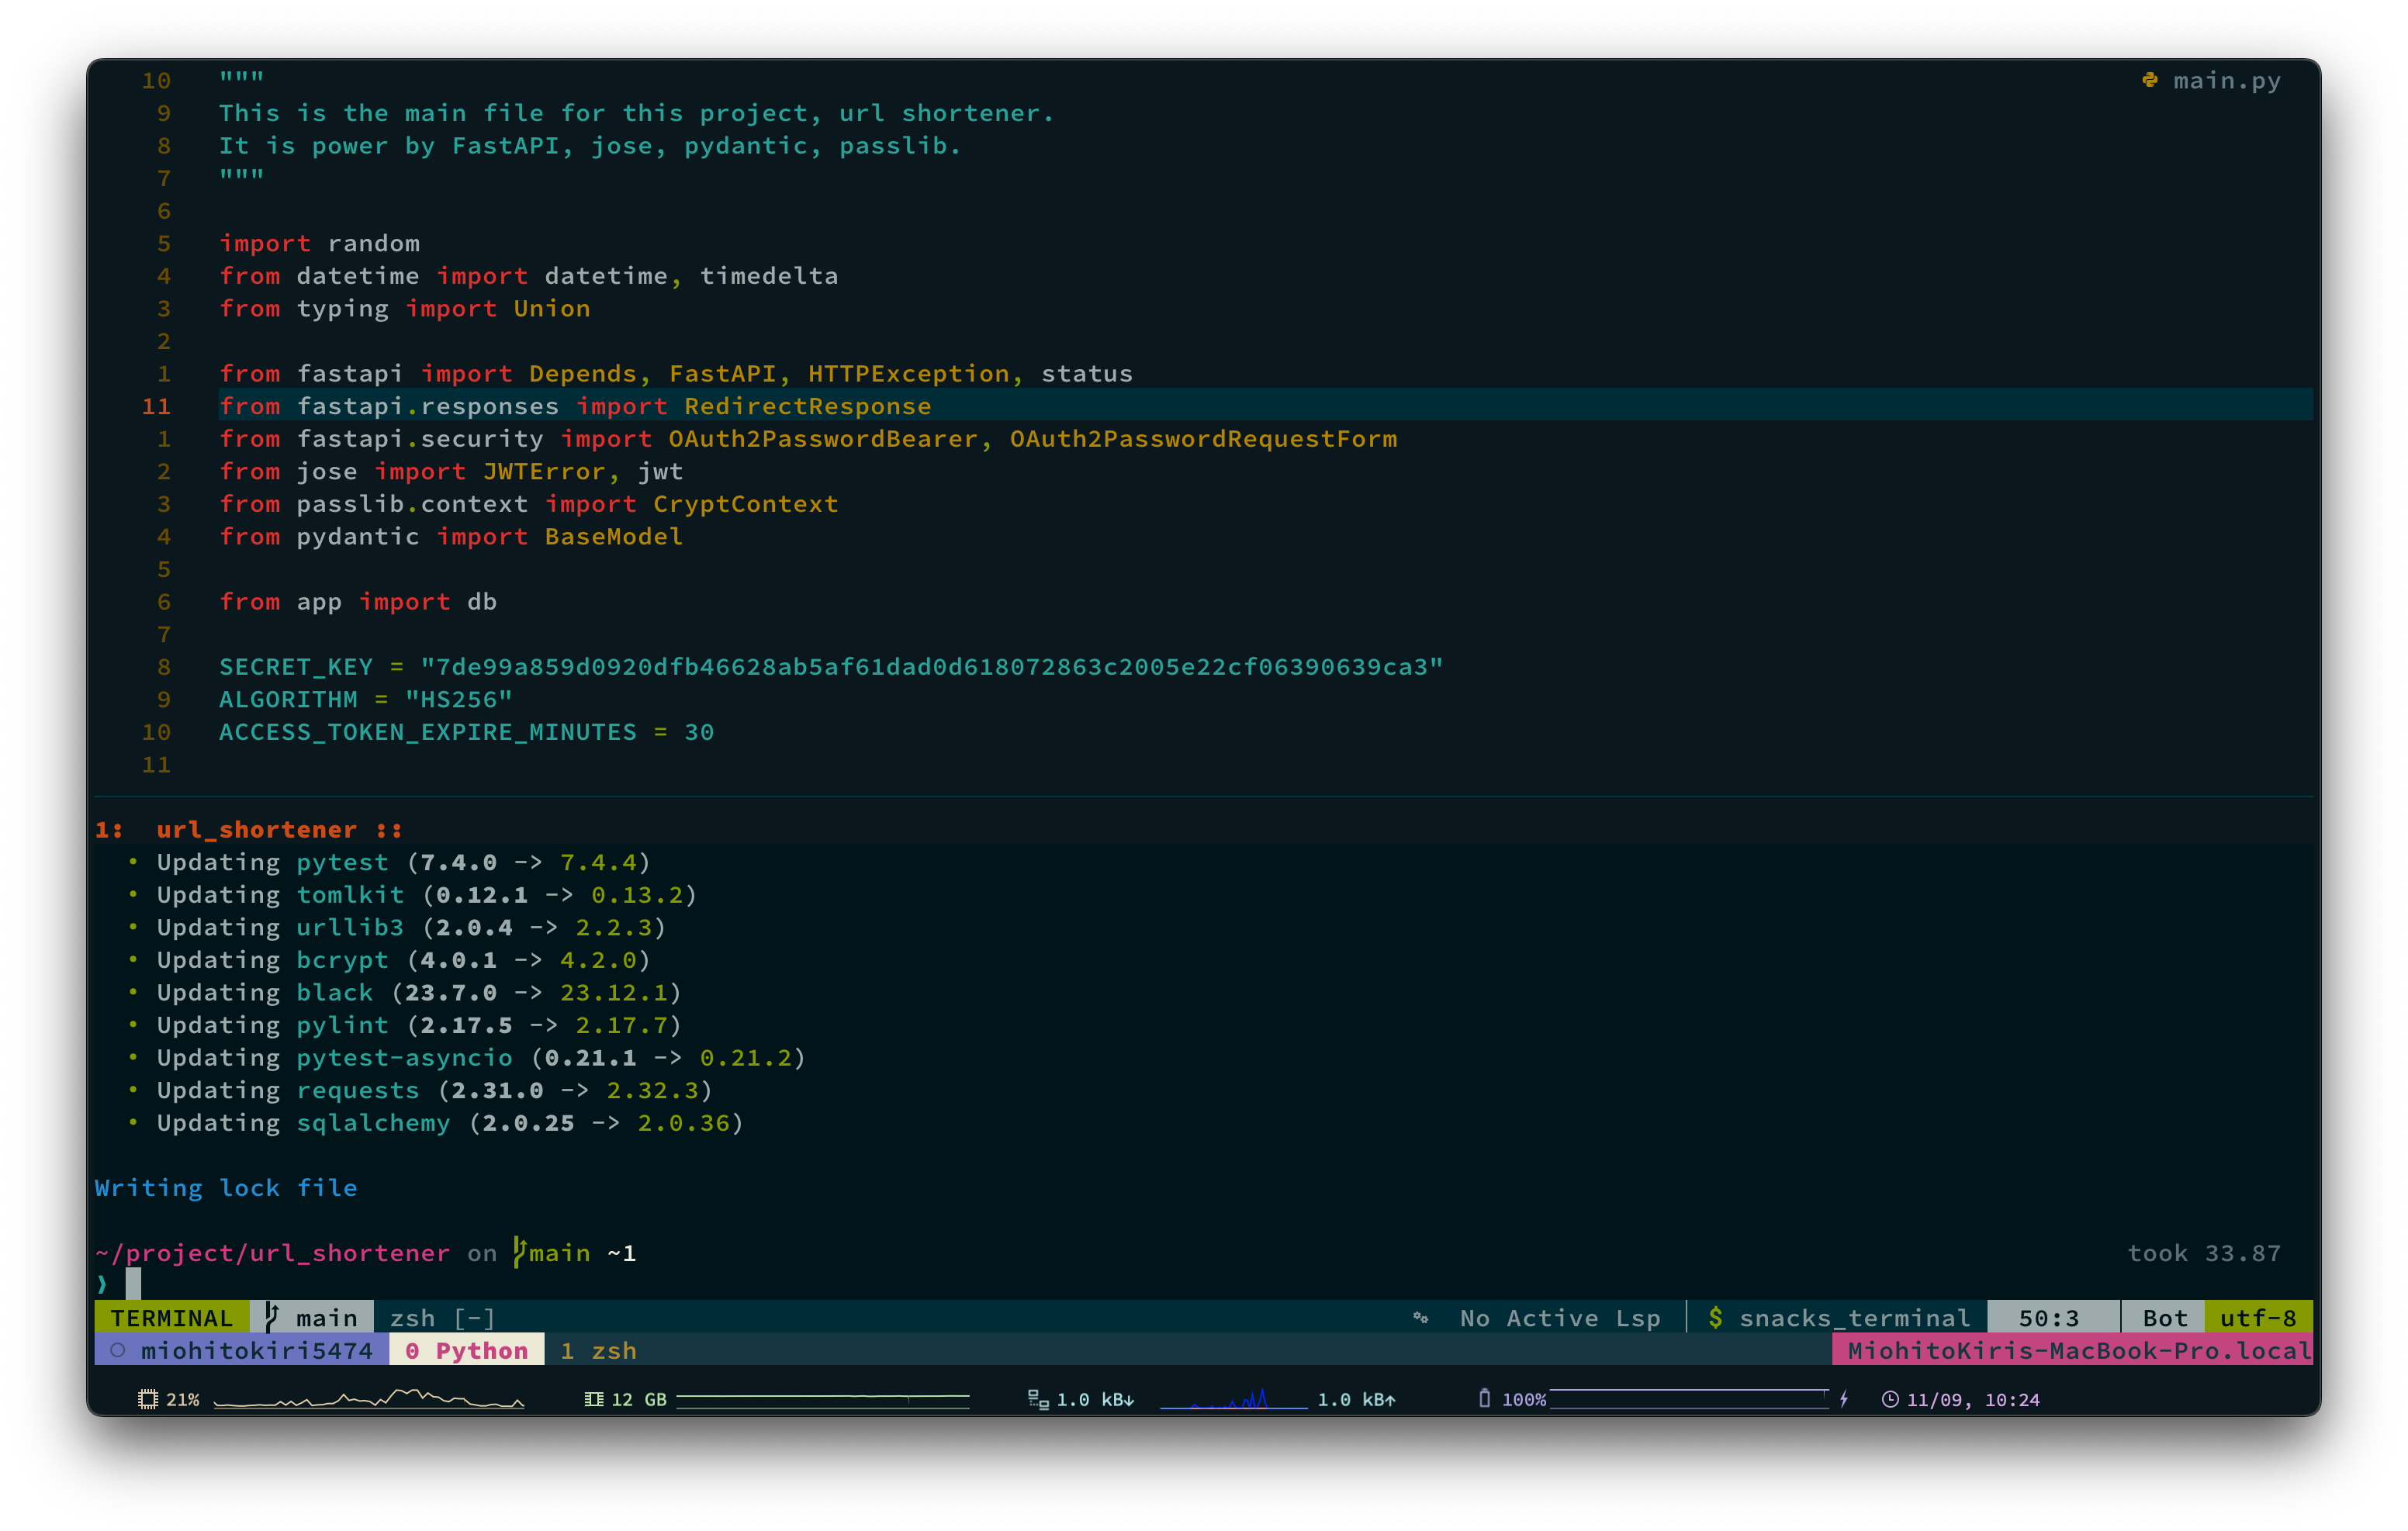 10 """ main.py
9 This is the main file for this project, url shortener.
8 It is power by FastAPI, jose, pydantic, passlib.
7 """
6
5 import random
4 from datetime import datetime, timedelta
3 from typing import Union
2
1 from fastapi import Depends, FastAPI, HTTPException, status
11 from fastapi.responses import RedirectResponse
1 from fastapi.security import OAuth2PasswordBearer, OAuth2PasswordRequestForm
2 from jose import JWTError, jwt
3 from passlib.context import CryptContext
4 from pydantic import BaseModel
5
6 from app import db
7
8 SECRET_KEY = "7de99a859d0920dfb46628ab5af61dad0d618072863c2005e22cf06390639ca3"
9 ALGORITHM = "HS256"
10 ACCESS_TOKEN_EXPIRE_MINUTES = 30
11
1: url_shortener ::
• Updating pytest (7.4.0 -> 7.4.4)
• Updating tomlkit (0.12.1 -> 0.13.2)
• Updating urllib3 (2.0.4 -> 2.2.3)
• Updating bcrypt (4.0.1 -> 4.2.0)
• Updating black (23.7.0 -> 23.12.1)
• Updating pylint (2.17.5 -> 2.17.7)
• Updating pytest-asyncio (0.21.1 -> 0.21.2)
• Updating requests (2.31.0 -> 2.32.3)
• Updating sqlalchemy (2.0.25 -> 2.0.36)
Writing lock file
~/project/url_shortener on main ~1 took 33.87
❯
TERMINAL main zsh [-] No Active Lsp $ snacks_terminal 50:3 Bot utf-8
miohitokiri5474 0 Python 1 zsh MiohitoKiris-MacBook-Pro.local
21% 12 GB 1.0 kB↓ 1.0 kB↑ 100% 11/09, 10:24